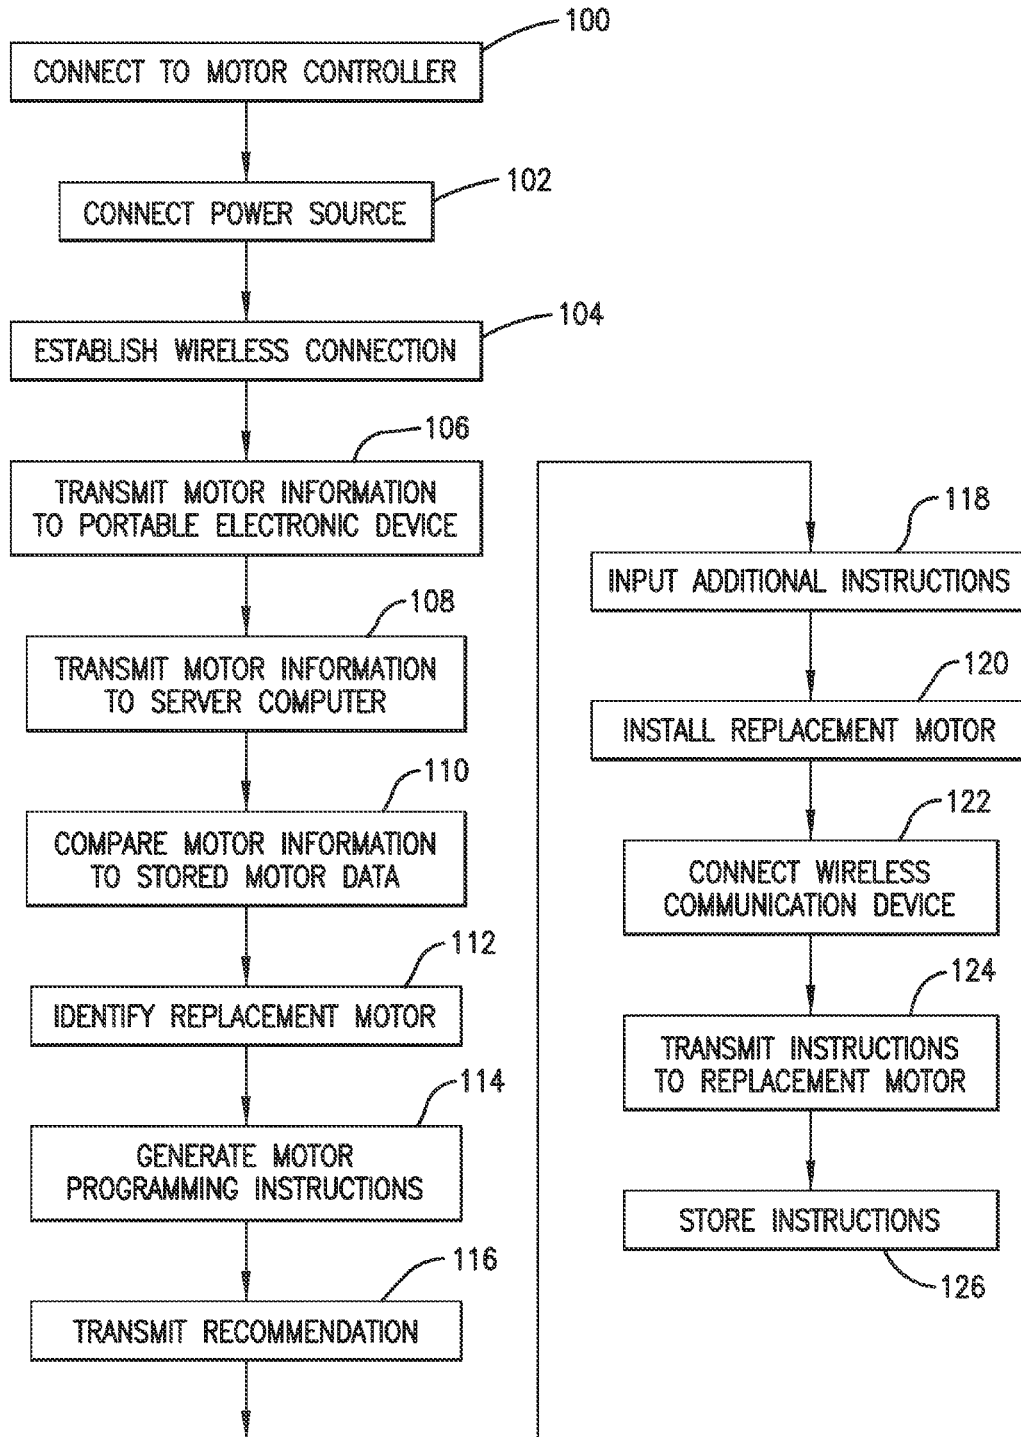 100
CONNECT TO MOTOR CONTROLLER
102
CONNECT POWER SOURCE
104
ESTABLISH WIRELESS CONNECTION
106
TRANSMIT MOTOR INFORMATION
TO PORTABLE ELECTRONIC DEVICE
108
TRANSMIT MOTOR INFORMATION
TO SERVER COMPUTER
110
COMPARE MOTOR INFORMATION
TO STORED MOTOR DATA
112
IDENTIFY REPLACEMENT MOTOR
114
GENERATE MOTOR
PROGRAMMING INSTRUCTIONS
116
TRANSMIT RECOMMENDATION
118
INPUT ADDITIONAL INSTRUCTIONS
120
INSTALL REPLACEMENT MOTOR
122
CONNECT WIRELESS
COMMUNICATION DEVICE
124
TRANSMIT INSTRUCTIONS
TO REPLACEMENT MOTOR
STORE INSTRUCTIONS
126